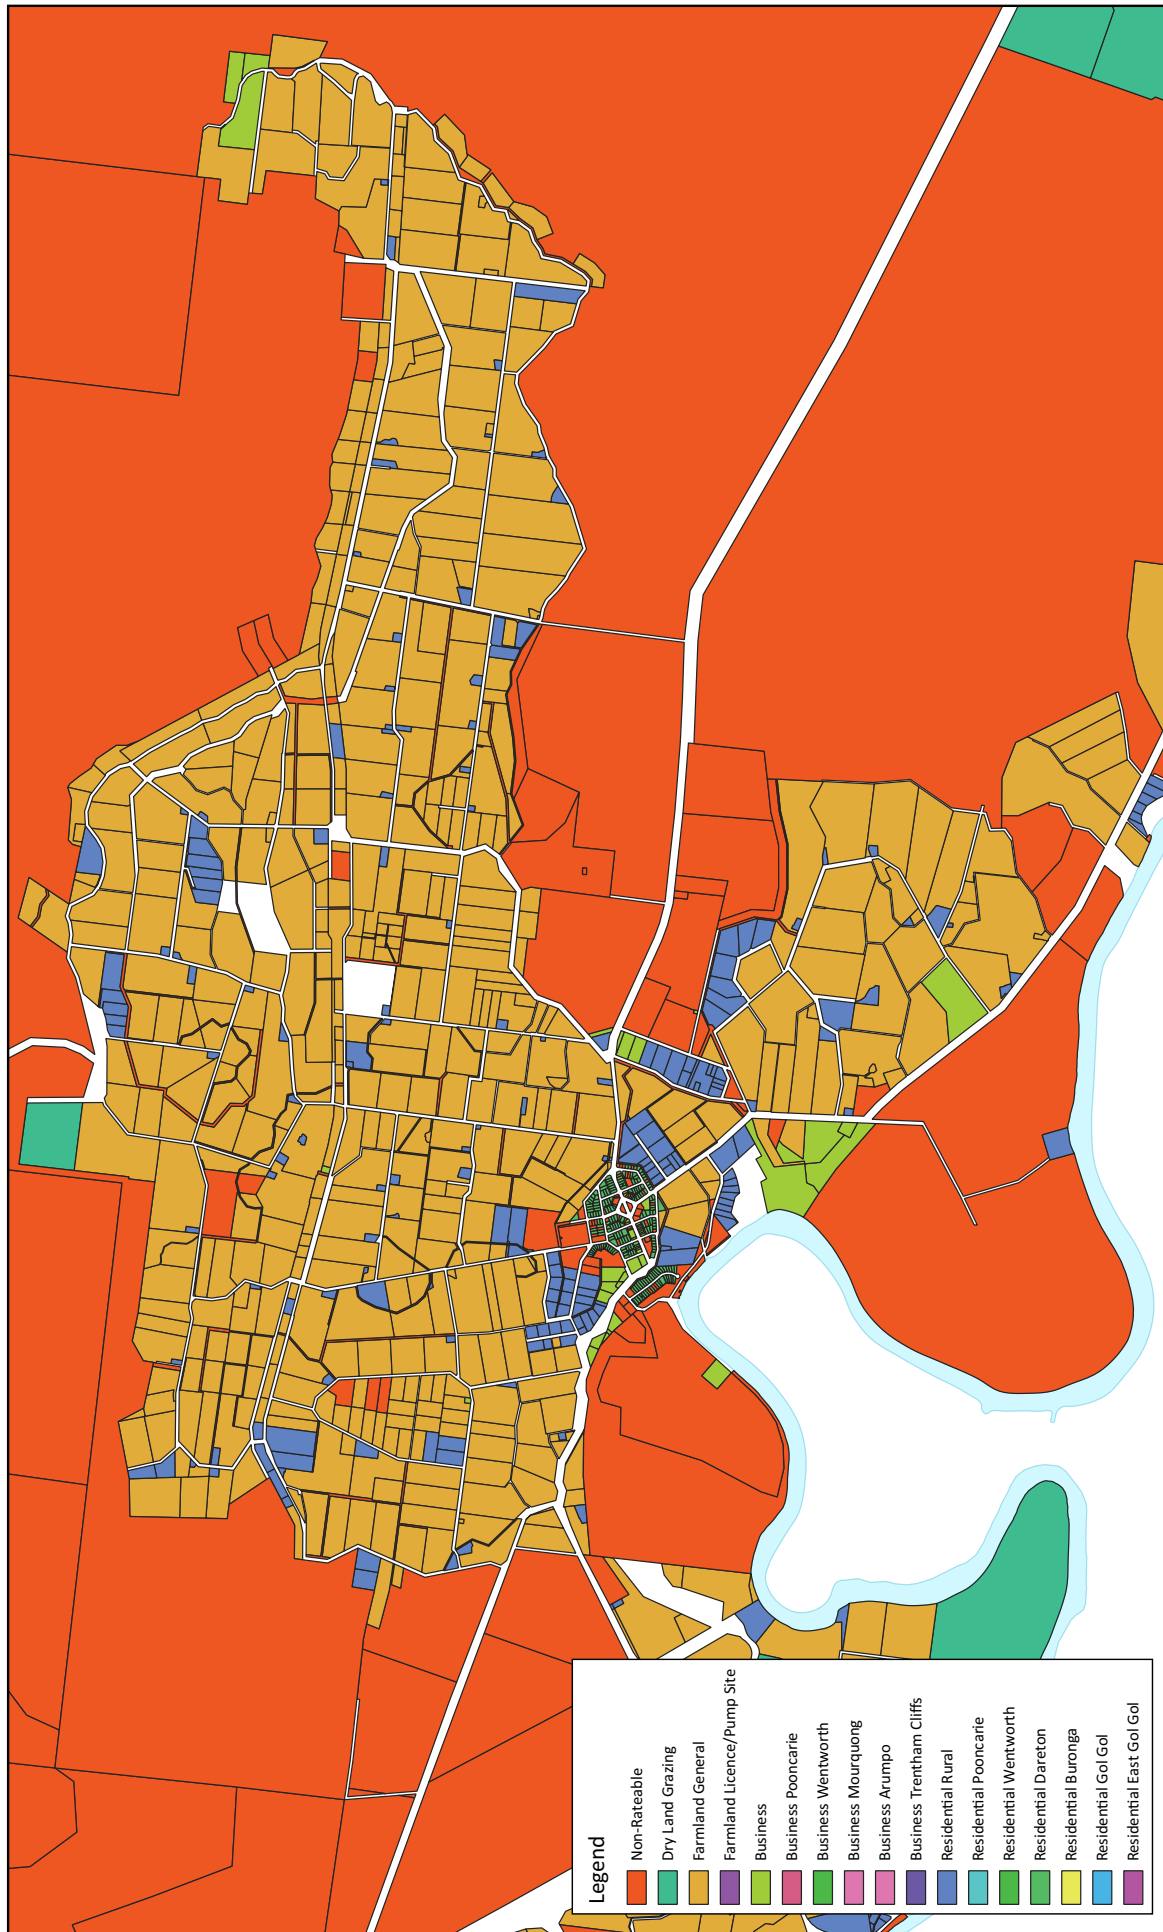 Legend
Non-Rateable
Dry Land Grazing
Farmland General
Farmland Licence/Pump Site
Business
Business Pooncarie
Business Wentworth
Business Mourquong
Business Arumpo
Business Trentham Cliffs
Residential Rural
Residential Pooncarie
Residential Wentworth
Residential Dareton
Residential Buronga
Residential Gol Gol
Residential East Gol Gol